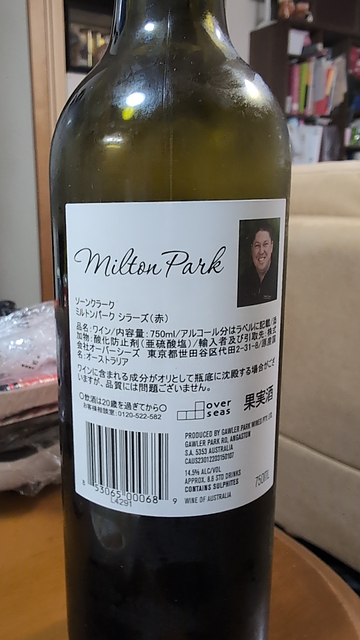 Milton Park
ソーンクラーク
ミルトンパーク シラーズ(赤)
品名:ワイン/内容量:750ml/アルコール分はラベルに記載/添
加物:酸化防止剤(亜硫酸塩)/輸入者及び引取先:株式
会社オーバーシーズ 東京都世田谷区代田2-31-8/原産国
名:オーストラリア
ワインに含まれる成分がオリとして瓶底に沈殿する場合がござ
いますが、品質には問題ございません。
〇飲酒は20歳を過ぎてから〇
お客様相談室:0120-522-582
over
seas
果実酒
PRODUCED BY GAWLER PARK WINES PTY. LTD.
GAWLER PARK RD, ANGASTON
S.A. 5353 AUSTRALIA
14.5% ALC/VOL
APPROX. 8.6 STD DRINKS
CONTAINS SULPHITES
WINE OF AUSTRALIA
750ML
53065 00068 9
L4291